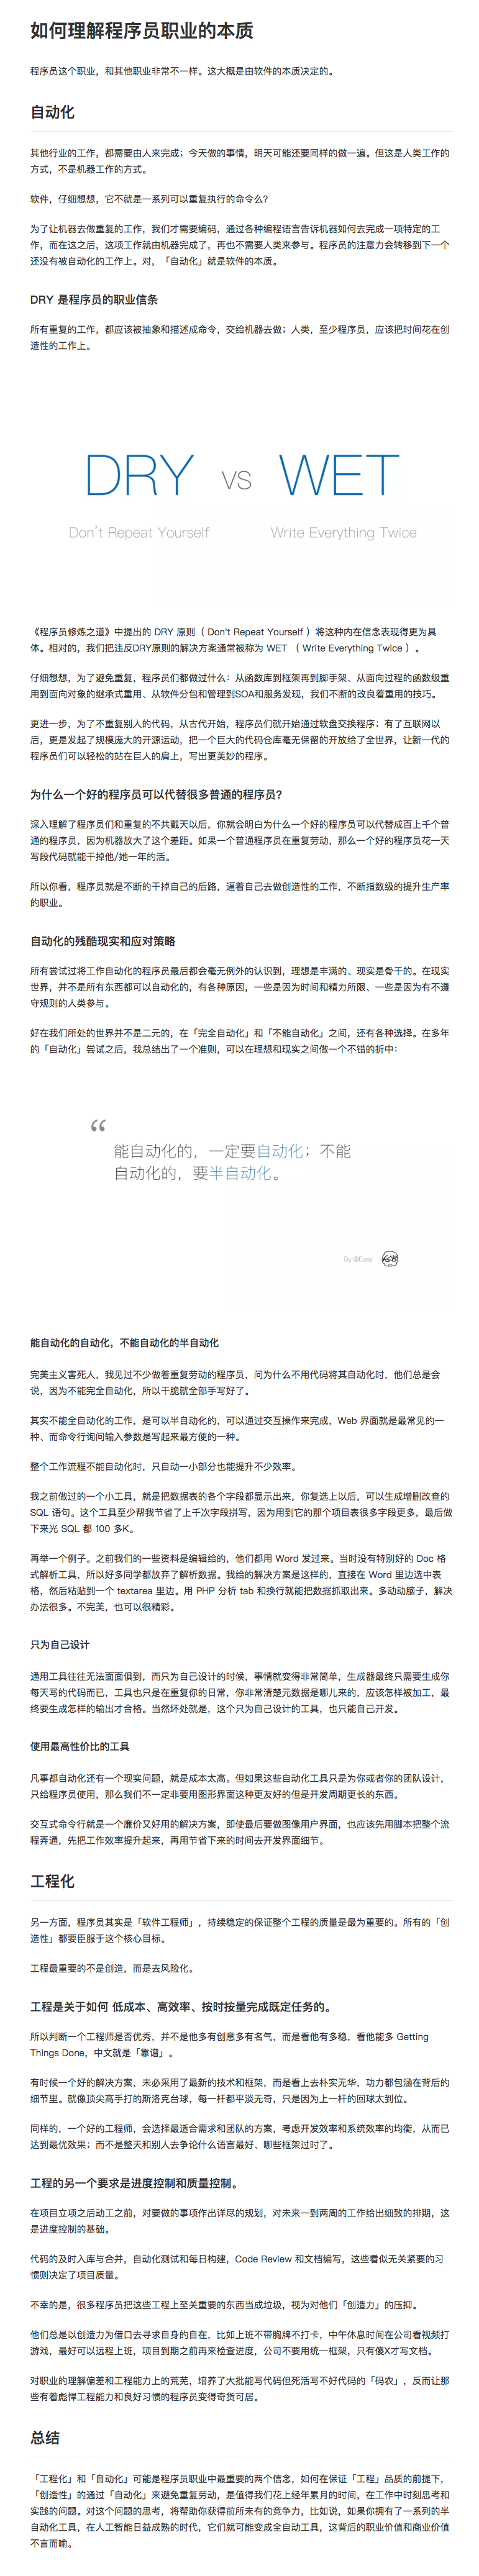 如何理解程序员职业的本质
程序员这个职业，和其他职业非常不一样。这大概是由软件的本质决定的。
自动化
其他行业的工作，都需要由人来完成；今天做的事情，明天可能还要同样的做一遍。但这是人类工作的
方式，不是机器工作的方式。
软件，仔细想想，它不就是一系列可以重复执行的命令么？
为了让机器去做重复的工作，我们才需要编码，通过各种编程语言告诉机器如何去完成一项特定的工
作，而在这之后，这项工作就由机器完成了，再也不需要人类来参与。程序员的注意力会转移到下一个
还没有被自动化的工作上。对，「自动化」就是软件的本质。
DRY 是程序员的职业信条
所有重复的工作，都应该被抽象和描述成命令，交给机器去做；人类，至少程序员，应该把时间花在创
造性的工作上。
DRY vs WET
Don't Repeat Yourself Write Everything Twice
《程序员修炼之道》中提出的 DRY 原则（ Don't Repeat Yourself ）将这种内在信念表现得更为具
体。相对的，我们把违反DRY原则的解决方案通常被称为 WET （ Write Everything Twice ）。
仔细想想，为了避免重复，程序员们都做过什么：从函数库到框架再到脚手架、从面向过程的函数级重
用到面向对象的继承式重用、从软件分包和管理到SOA和服务发现，我们不断的改良着重用的技巧。
更进一步，为了不重复别人的代码，从古代开始，程序员们就开始通过软盘交换程序；有了互联网以
后，更是发起了规模庞大的开源运动，把一个巨大的代码仓库毫无保留的开放给了全世界，让新一代的
程序员们可以轻松的站在巨人的肩上，写出更美妙的程序。
为什么一个好的程序员可以代替很多普通的程序员？
深入理解了程序员们和重复的不共戴天以后，你就会明白为什么一个好的程序员可以代替成百上千个普
通的程序员，因为机器放大了这个差距。如果一个普通程序员在重复劳动，那么一个好的程序员花一天
写段代码就能干掉他/她一年的活。
所以你看，程序员就是不断的干掉自己的后路，逼着自己去做创造性的工作，不断指数级的提升生产率
的职业。
自动化的残酷现实和应对策略
所有尝试过将工作自动化的程序员最后都会毫无例外的认识到，理想是丰满的、现实是骨干的。在现实
世界，并不是所有东西都可以自动化的，有各种原因，一些是因为时间和精力所限、一些是因为有不遵
守规则的人类参与。
好在我们所处的世界并不是二元的，在「完全自动化」和「不能自动化」之间，还有各种选择。在多年
的「自动化」尝试之后，我总结出了一个准则，可以在理想和现实之间做一个不错的折中：
“
能自动化的，一定要自动化；不能
自动化的，要半自动化。
By @Easy
能自动化的自动化，不能自动化的半自动化
完美主义害死人，我见过不少做着重复劳动的程序员，问为什么不用代码将其自动化时，他们总是会
说，因为不能完全自动化，所以干脆就全部手写好了。
其实不能全自动化的工作，是可以半自动化的，可以通过交互操作来完成，Web 界面就是最常见的一
种、而命令行询问输入参数是写起来最方便的一种。
整个工作流程不能自动化时，只自动一小部分也能提升不少效率。
我之前做过的一个小工具，就是把数据表的各个字段都显示出来，你复选上以后，可以生成增删改查的
SQL 语句。这个工具至少帮我节省了上千次字段拼写，因为用到它的那个项目表很多字段更多，最后做
下来光 SQL 都 100 多K。
再举一个例子。之前我们的一些资料是编辑给的，他们都用 Word 发过来。当时没有特别好的 Doc 格
式解析工具，所以好多同学都放弃了解析数据。我给的解决方案是这样的，直接在 Word 里边选中表
格，然后粘贴到一个 textarea 里边。用 PHP 分析 tab 和换行就能把数据抓取出来。多动动脑子，解决
办法很多。不完美，也可以很精彩。
只为自己设计
通用工具往往无法面面俱到，而只为自己设计的时候，事情就变得非常简单，生成器最终只需要生成你
每天写的代码而已，工具也只是在重复你的日常，你非常清楚元数据是哪儿来的，应该怎样被加工，最
终要生成怎样的输出才合格。当然坏处就是，这个只为自己设计的工具，也只能自己开发。
使用最高性价比的工具
凡事都自动化还有一个现实问题，就是成本太高。但如果这些自动化工具只是为你或者你的团队设计，
只给程序员使用，那么我们不一定非要用图形界面这种更友好的但是开发周期更长的东西。
交互式命令行就是一个廉价又好用的解决方案，即使最后要做图像用户界面，也应该先用脚本把整个流
程弄通，先把工作效率提升起来，再用节省下来的时间去开发界面细节。
工程化
另一方面，程序员其实是「软件工程师」，持续稳定的保证整个工程的质量是最为重要的。所有的「创
造性」都要臣服于这个核心目标。
工程最重要的不是创造，而是去风险化。
工程是关于如何 低成本、高效率、按时按量完成既定任务的。
所以判断一个工程师是否优秀，并不是他多有创意多有名气，而是看他有多稳，看他能多 Getting
Things Done，中文就是「靠谱」。
有时候一个好的解决方案，未必采用了最新的技术和框架，而是看上去朴实无华，功力都包涵在背后的
细节里。就像顶尖高手打的斯洛克台球，每一杆都平淡无奇，只是因为上一杆的回球太到位。
同样的，一个好的工程师，会选择最适合需求和团队的方案，考虑开发效率和系统效率的均衡，从而已
达到最优效果；而不是整天和别人去争论什么语言最好、哪些框架过时了。
工程的另一个要求是进度控制和质量控制。
在项目立项之后动工之前，对要做的事项作出详尽的规划，对未来一到两周的工作给出细致的排期，这
是进度控制的基础。
代码的及时入库与合并，自动化测试和每日构建，Code Review 和文档编写，这些看似无关紧要的习
惯则决定了项目质量。
不幸的是，很多程序员把这些工程上至关重要的东西当成垃圾，视为对他们「创造力」的压抑。
他们总是以创造力为借口去寻求自身的自在，比如上班不带胸牌不打卡，中午休息时间在公司看视频打
游戏，最好可以远程上班，项目到期之前再来检查进度，公司不要用统一框架，只有傻X才写文档。
对职业的理解偏差和工程能力上的荒芜，培养了大批能写代码但死活写不好代码的「码农」，反而让那
些有着彪悍工程能力和良好习惯的程序员变得奇货可居。
总结
「工程化」和「自动化」可能是程序员职业中最重要的两个信念，如何在保证「工程」品质的前提下，
「创造性」的通过「自动化」来避免重复劳动，是值得我们花上经年累月的时间，在工作中时刻思考和
实践的问题。对这个问题的思考，将帮助你获得前所未有的竞争力，比如说，如果你拥有了一系列的半
自动化工具，在人工智能日益成熟的时代，它们就可能变成全自动工具，这背后的职业价值和商业价值
不言而喻。